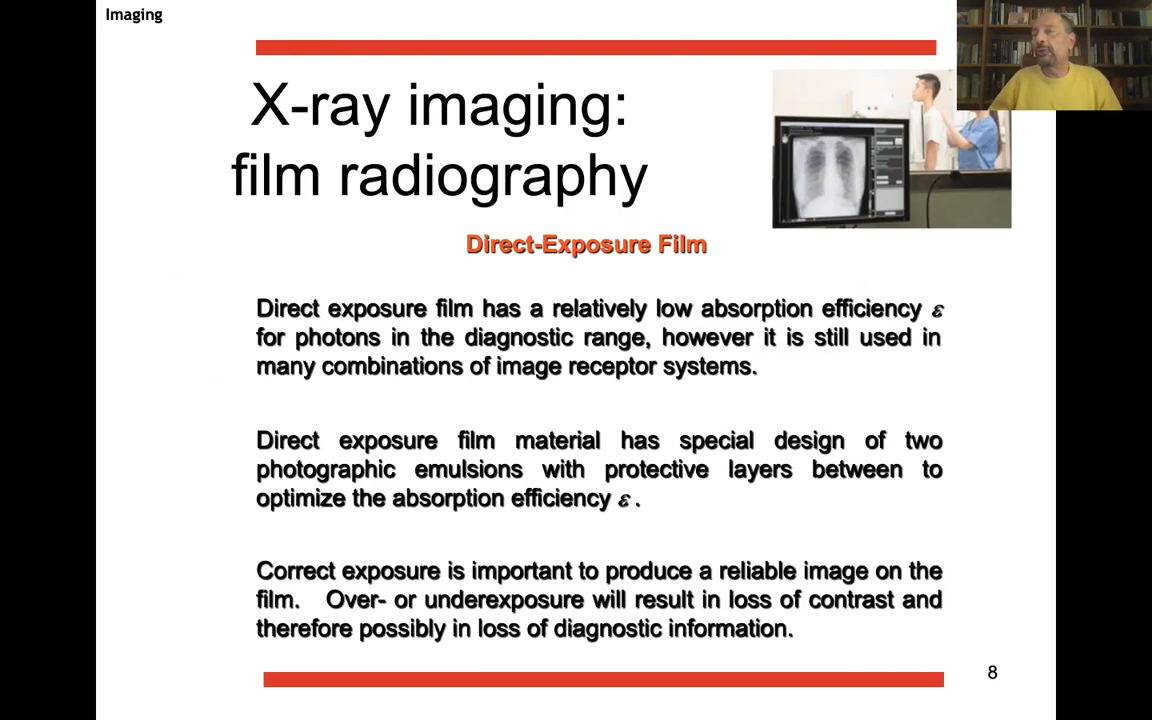 Imaging
X-ray imaging:
film radiography
Direct-Exposure Film
Direct exposure film has a relatively low absorption efficiency ε
for photons in the diagnostic range, however it is still used in
many combinations of image receptor systems.
Direct exposure film material has special design of two
photographic emulsions with protective layers between to
optimize the absorption efficiency ε .
Correct exposure is important to produce a reliable image on the
film. Over- or underexposure will result in loss of contrast and
therefore possibly in loss of diagnostic information.
8